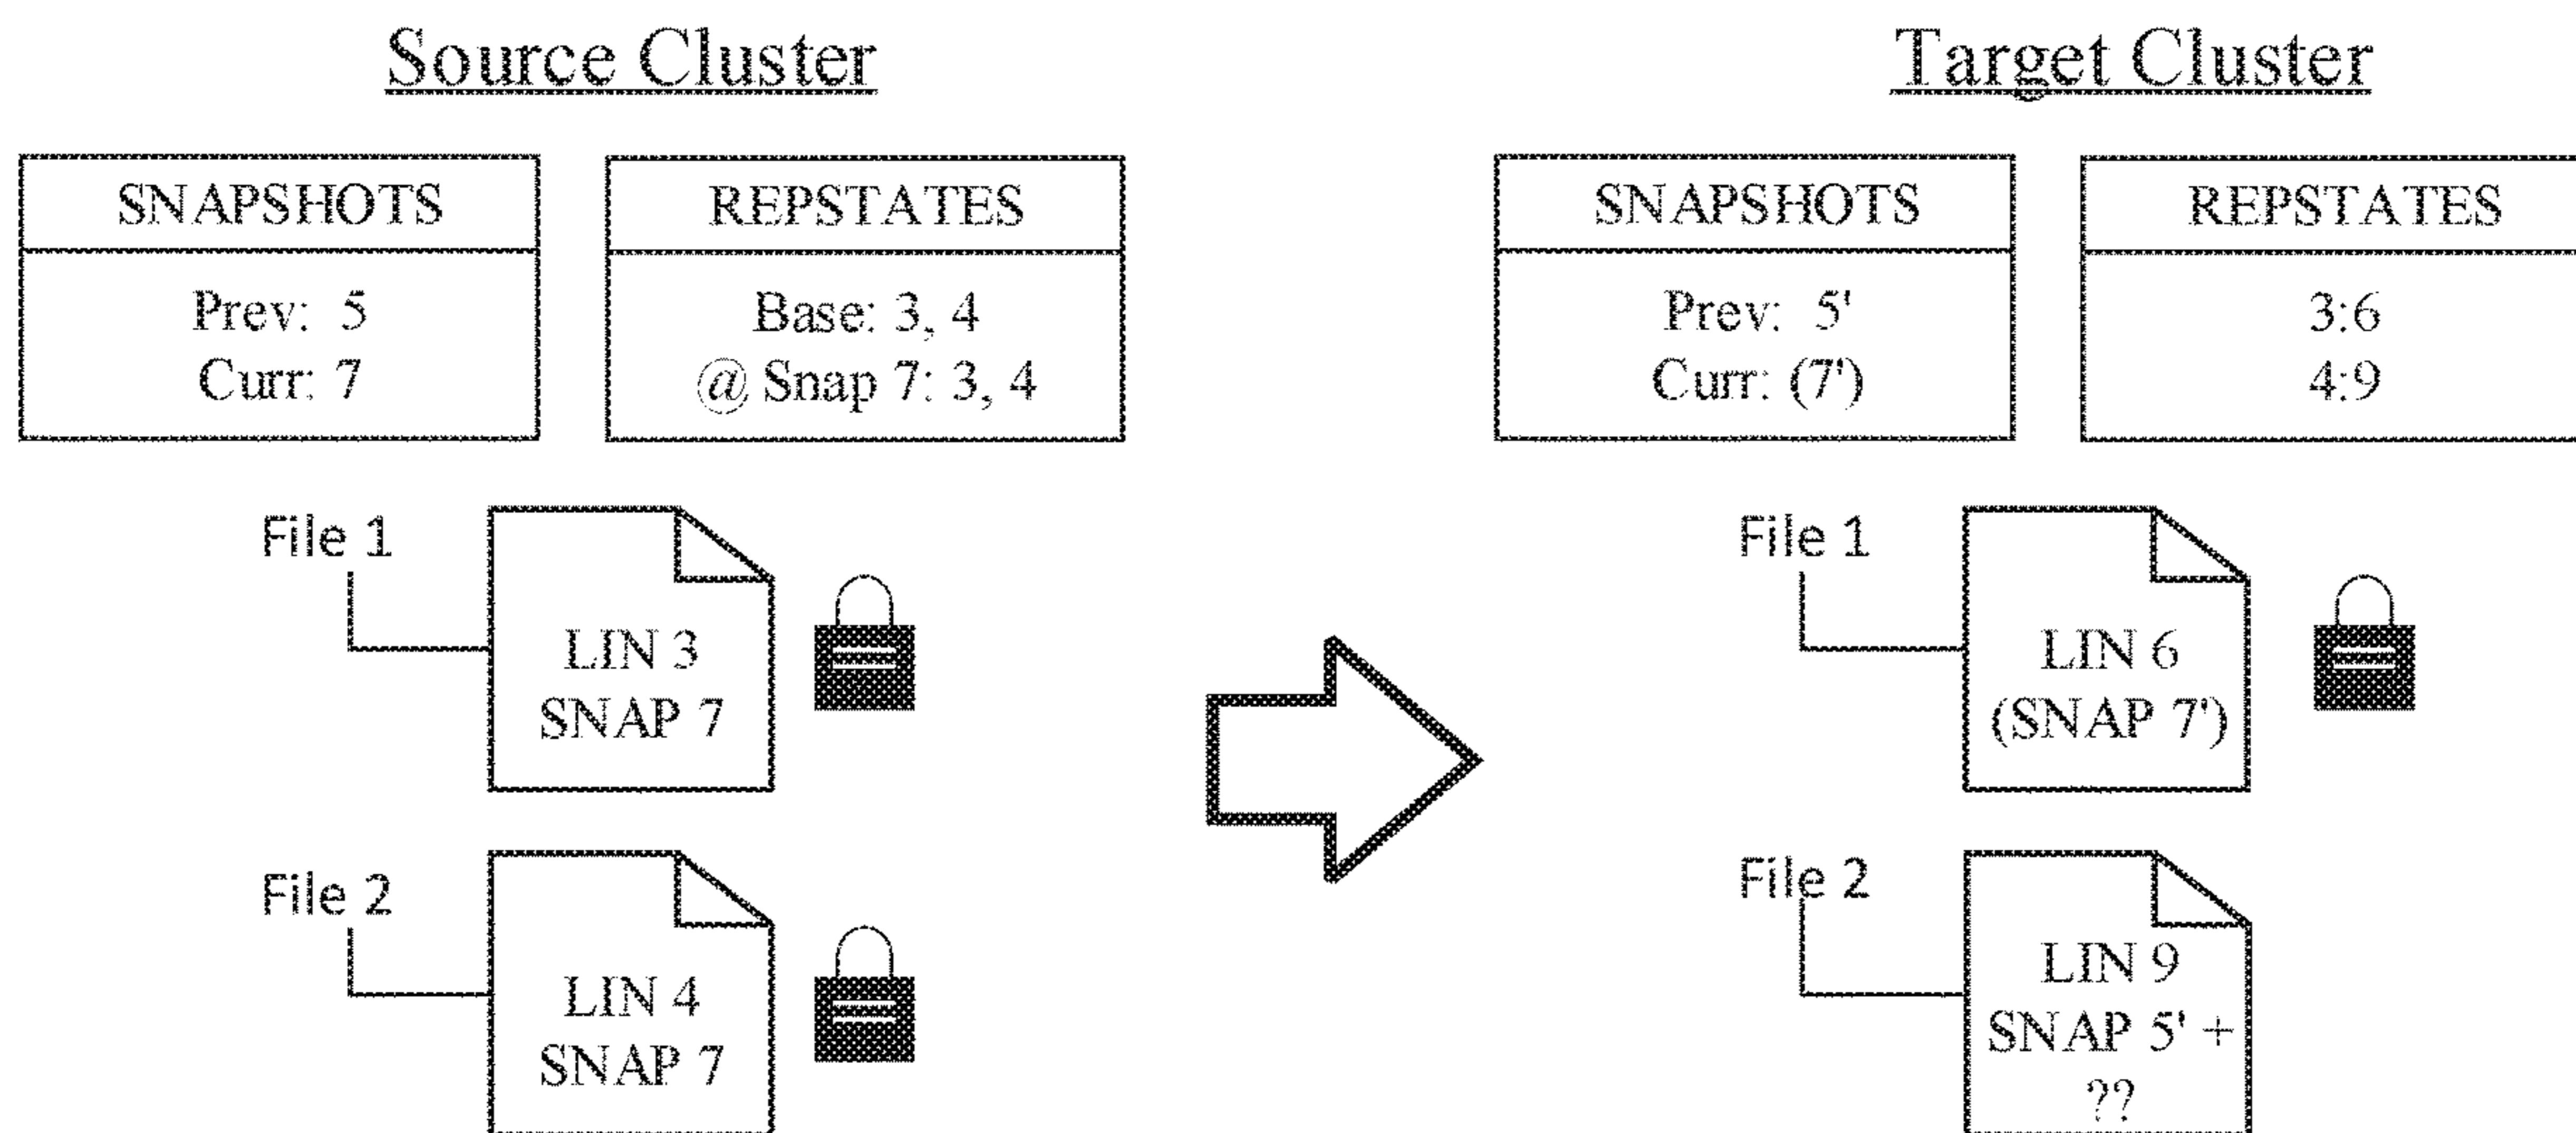 Source Cluster
Target Cluster
SNAPSHOTS
Prev: 5
Curr: 7
REPSTATES
Base: 3, 4
@ Snap 7: 3, 4
SNAPSHOTS
Prev: 5'
Curr: (7')
REPSTATES
3:6
4:9
File 1
LIN 3
SNAP 7
File 2
LIN 4
SNAP 7
File 1
LIN 6
(SNAP 7')
File 2
LIN 9
SNAP 5' +
??